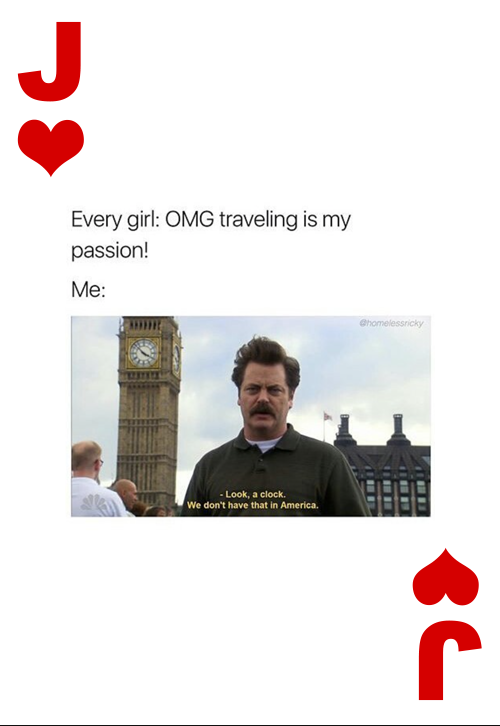 J
Every girl: OMG traveling is my
passion!
Me:
@homelessricky
- Look, a clock.
We don't have that in America.
J